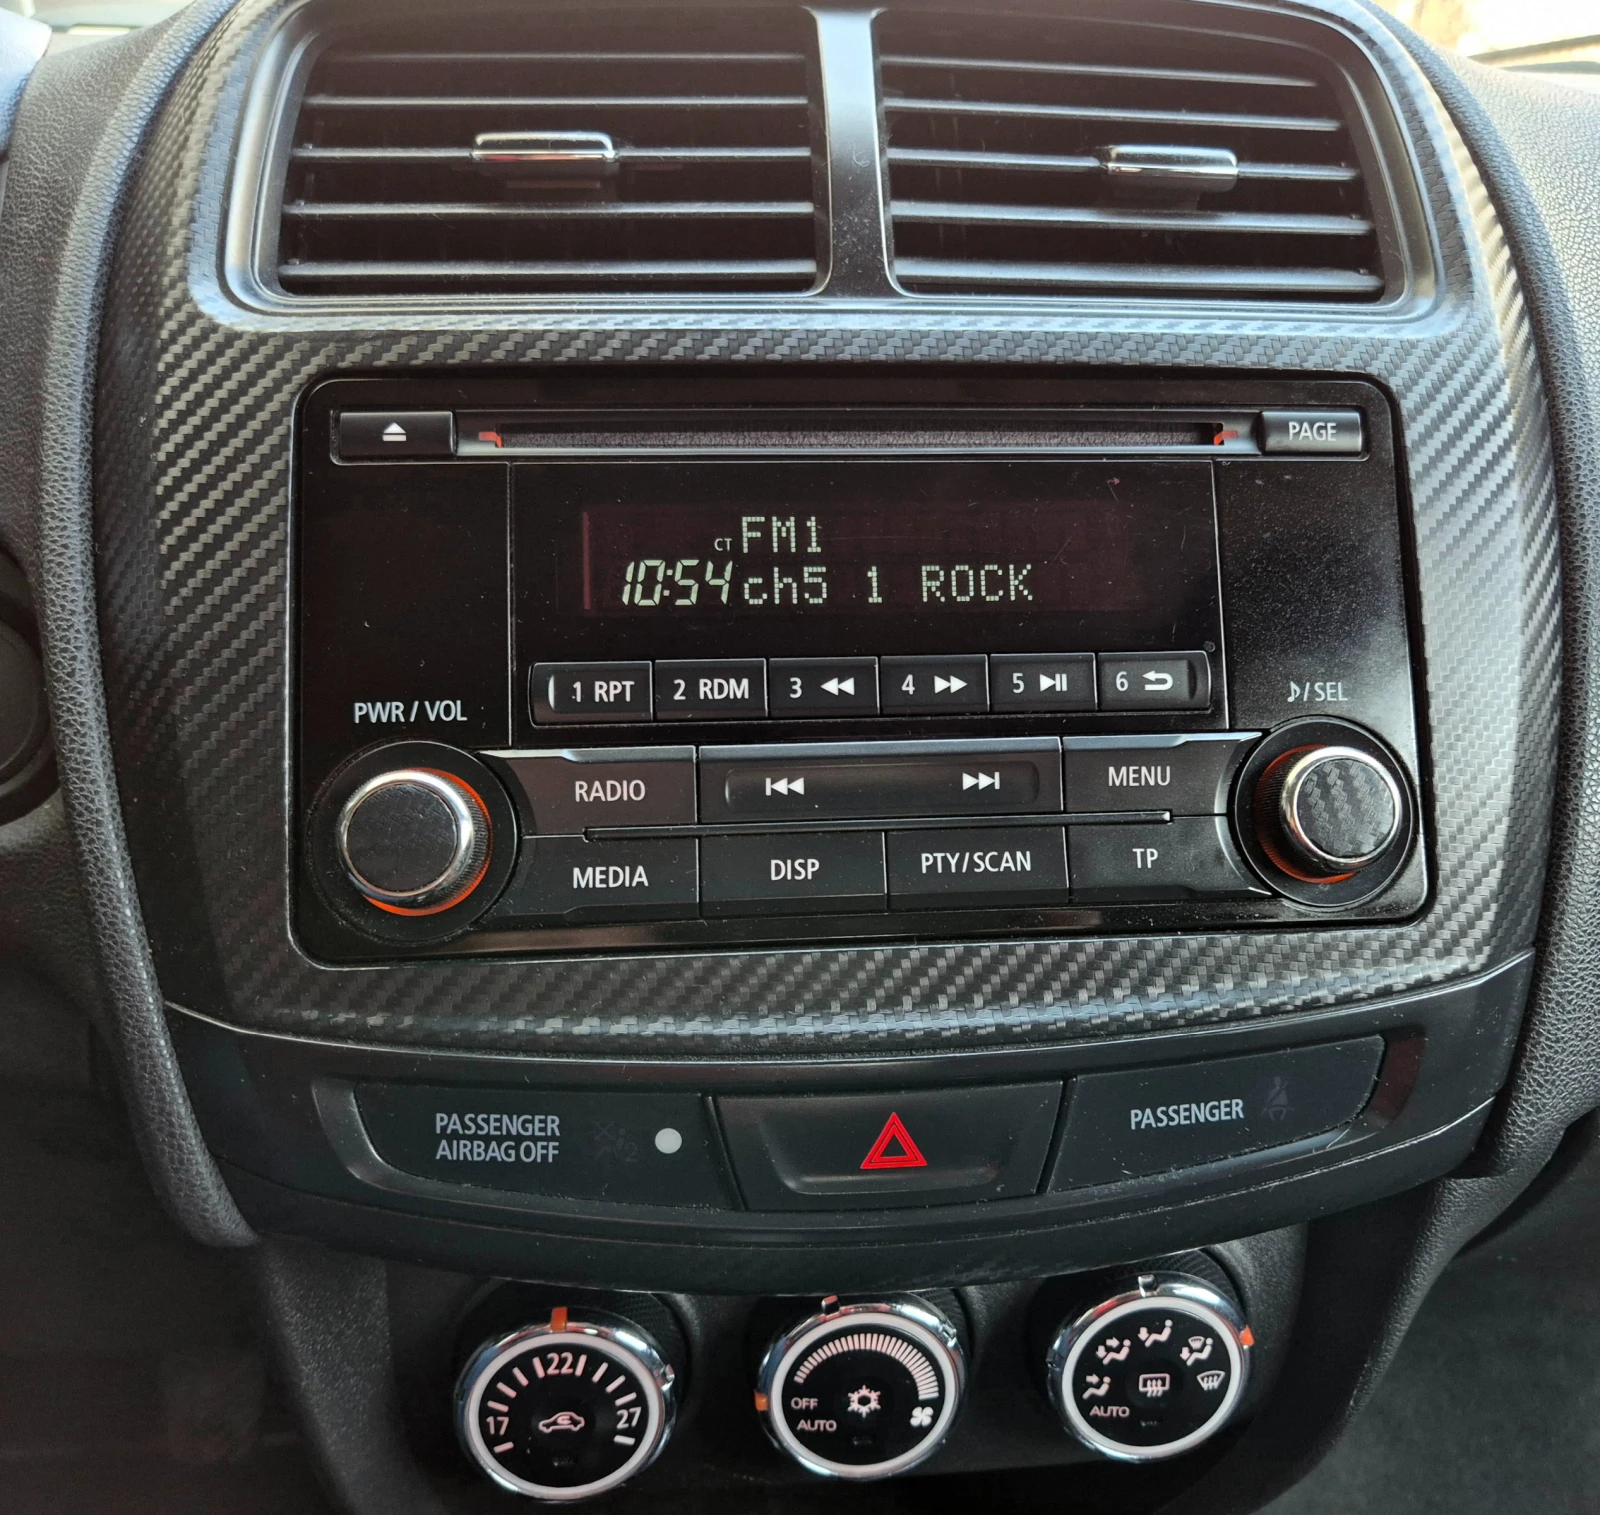 PAGE
CT FM1
10:54 ch5 1 ROCK
1 RPT 2 RDM 3 4 5 6
PWR / VOL
/ SEL
RADIO
MENU
MEDIA
DISP
PTY/SCAN
TP
PASSENGER
AIRBAG OFF
PASSENGER
22
17 27
OFF
AUTO
AUTO